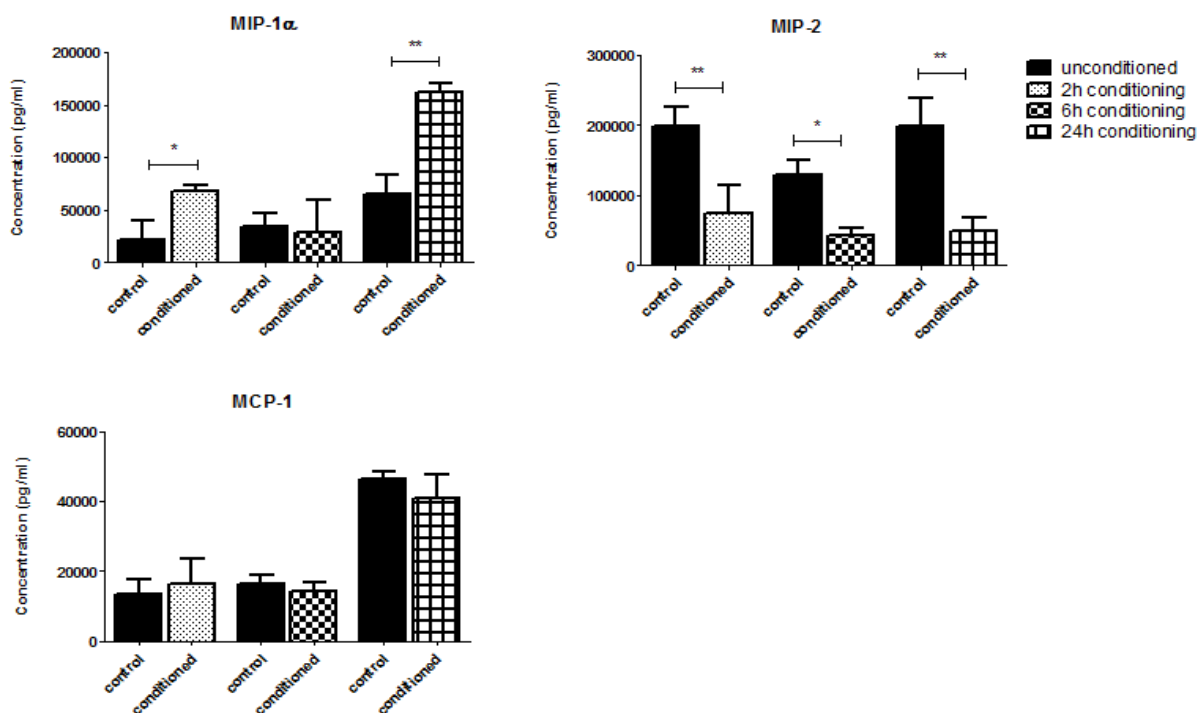 MIP-1α
Concentration (pg/ml)
200000
150000
100000
50000
0
*
**
control
conditioned
control
conditioned
control
conditioned
MIP-2
Concentration (pg/ml)
300000
200000
100000
0
**
*
**
control
conditioned
control
conditioned
control
conditioned
unconditioned
2h conditioning
6h conditioning
24h conditioning
MCP-1
Concentration (pg/ml)
60000
40000
20000
0
control
conditioned
control
conditioned
control
conditioned